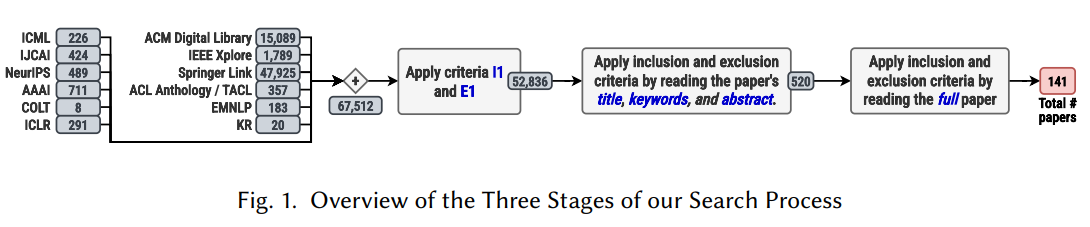 ICML 226
IJCAI 424
NeurIPS 489
AAAI 711
COLT 8
ICLR 291
ACM Digital Library 15,089
IEEE Xplore 1,789
Springer Link 47,925
ACL Anthology / TACL 357
EMNLP 183
KR 20
+
67,512
Apply criteria I1
and E1
52,836
Apply inclusion and exclusion
criteria by reading the paper's
title, keywords, and abstract.
520
Apply inclusion and
exclusion criteria by
reading the full paper
141
Total #
papers
Fig. 1. Overview of the Three Stages of our Search Process